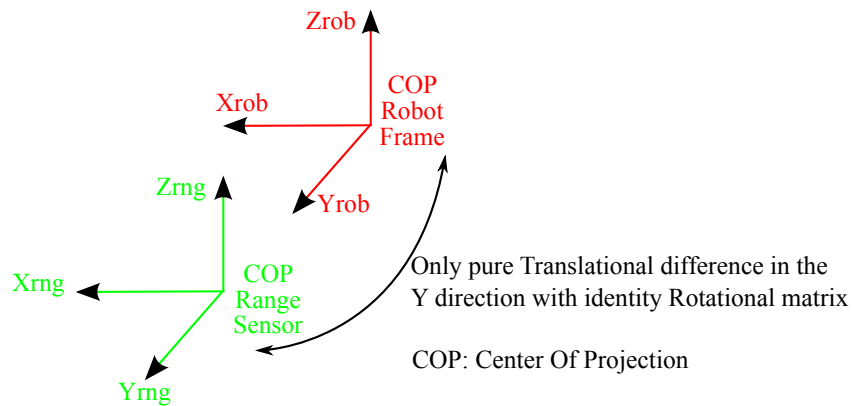 Zrob
COP
Robot
Frame
Xrob
Yrob
Zrng
Xrng
COP
Range
Sensor
Yrng
Only pure Translational difference in the
Y direction with identity Rotational matrix
COP: Center Of Projection